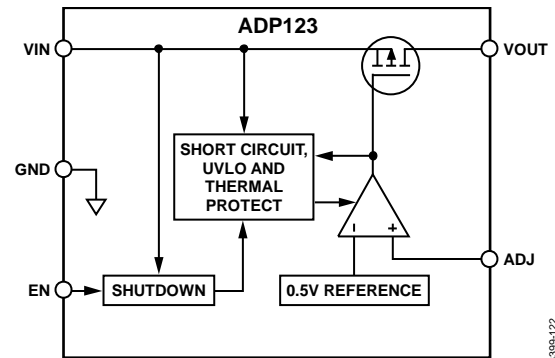 ADP123
VIN
VOUT
SHORT CIRCUIT,
UVLO AND
THERMAL
PROTECT
GND
- +
ADJ
EN
SHUTDOWN
0.5V REFERENCE